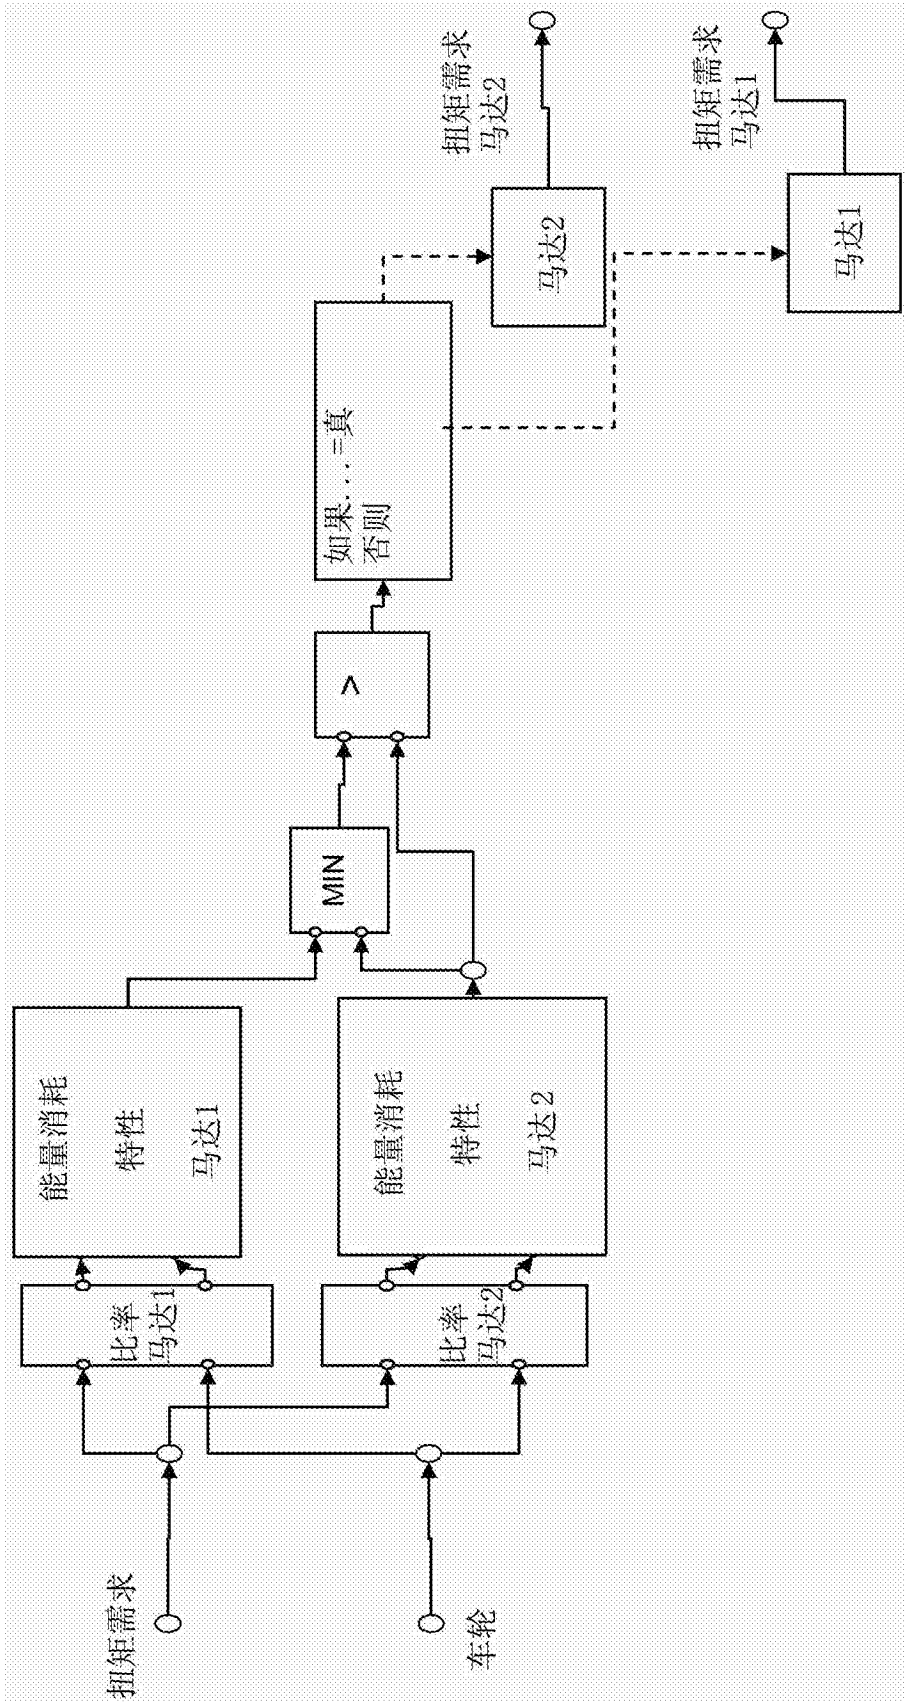 扭矩需求
车轮
比率
马达1
比率
马达2
能量消耗
特性
马达1
能量消耗
特性
马达2
MIN
>
如果...=真
否则
马达2
马达1
扭矩需求
马达2
扭矩需求
马达1